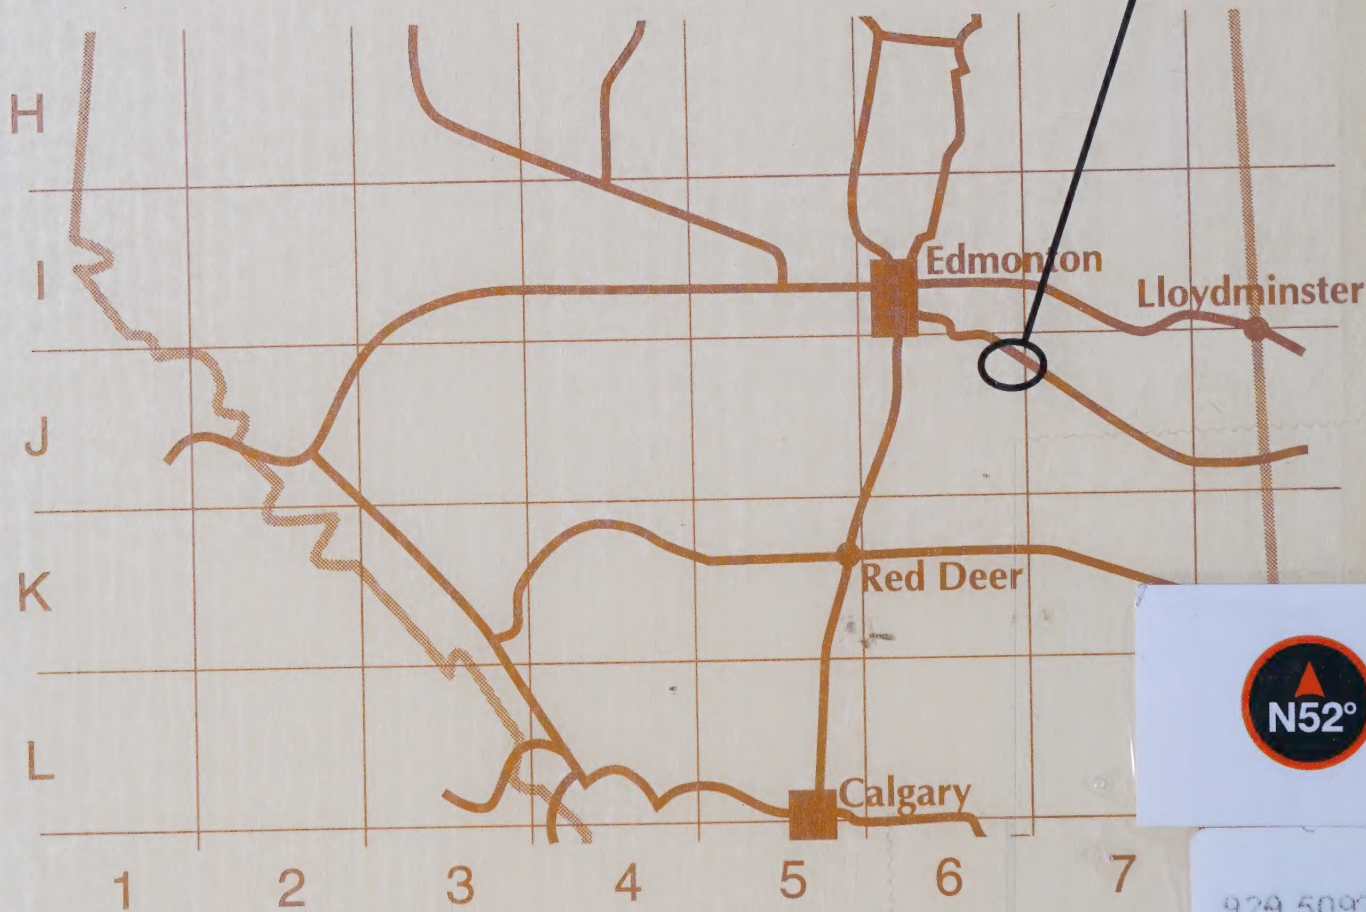 H
Edmonton
I
Lloydminster
J
Red Deer
K
N52°
L
Calgary
1 2 3 4 5 6 7